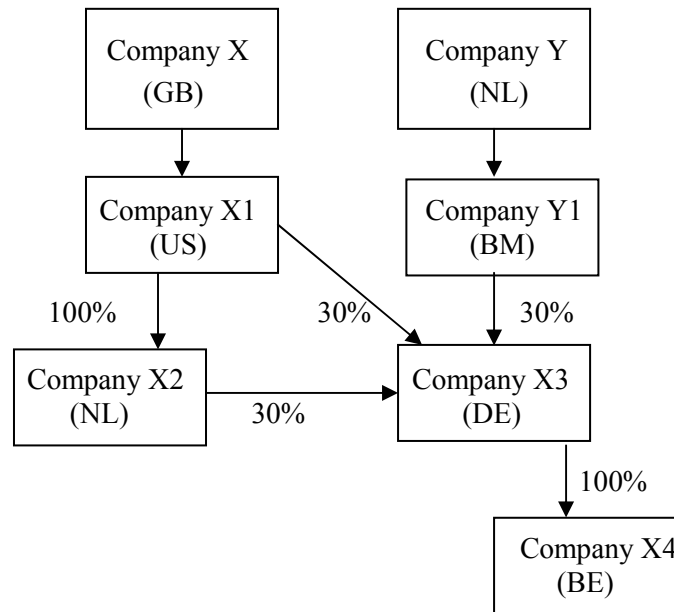 Company X
(GB)
Company Y
(NL)
Company X1
(US)
Company Y1
(BM)
100%
30%
30%
Company X2
(NL)
Company X3
(DE)
30%
100%
Company X4
(BE)